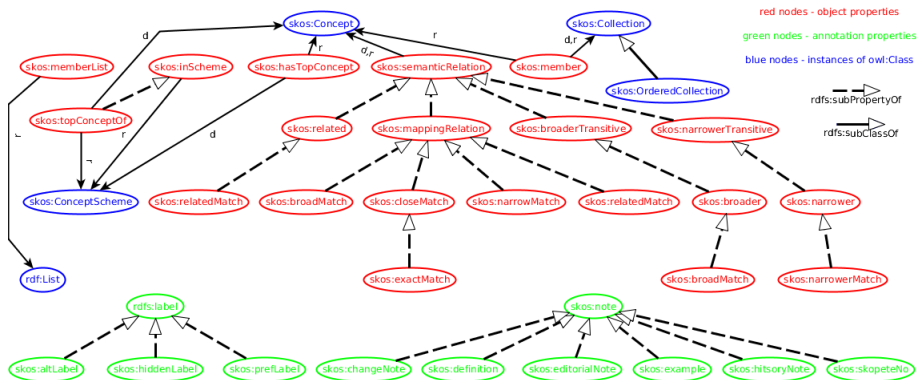 skos:Concept
skos:Collection
red nodes - object properties
green nodes - annotation properties
blue nodes - instances of owl:Class
d
r
d,r
r
d,r
skos:memberList
skos:inScheme
skos:hasTopConcept
skos:semanticRelation
skos:member
skos:OrderedCollection
rdfs:subPropertyOf
rdfs:subClassOf
skos:topConceptOf
skos:related
skos:mappingRelation
skos:broaderTransitive
skos:narrowerTransitive
r
r
d
r
skos:ConceptScheme
skos:relatedMatch
skos:broadMatch
skos:closeMatch
skos:narrowMatch
skos:relatedMatch
skos:broader
skos:narrower
rdf:List
skos:exactMatch
skos:broadMatch
skos:narrowerMatch
rdfs:label
skos:note
skos:altLabel
skos:hiddenLabel
skos:prefLabel
skos:changeNote
skos:definition
skos:editorialNote
skos:example
skos:hitsoryNote
skos:skopeteNo